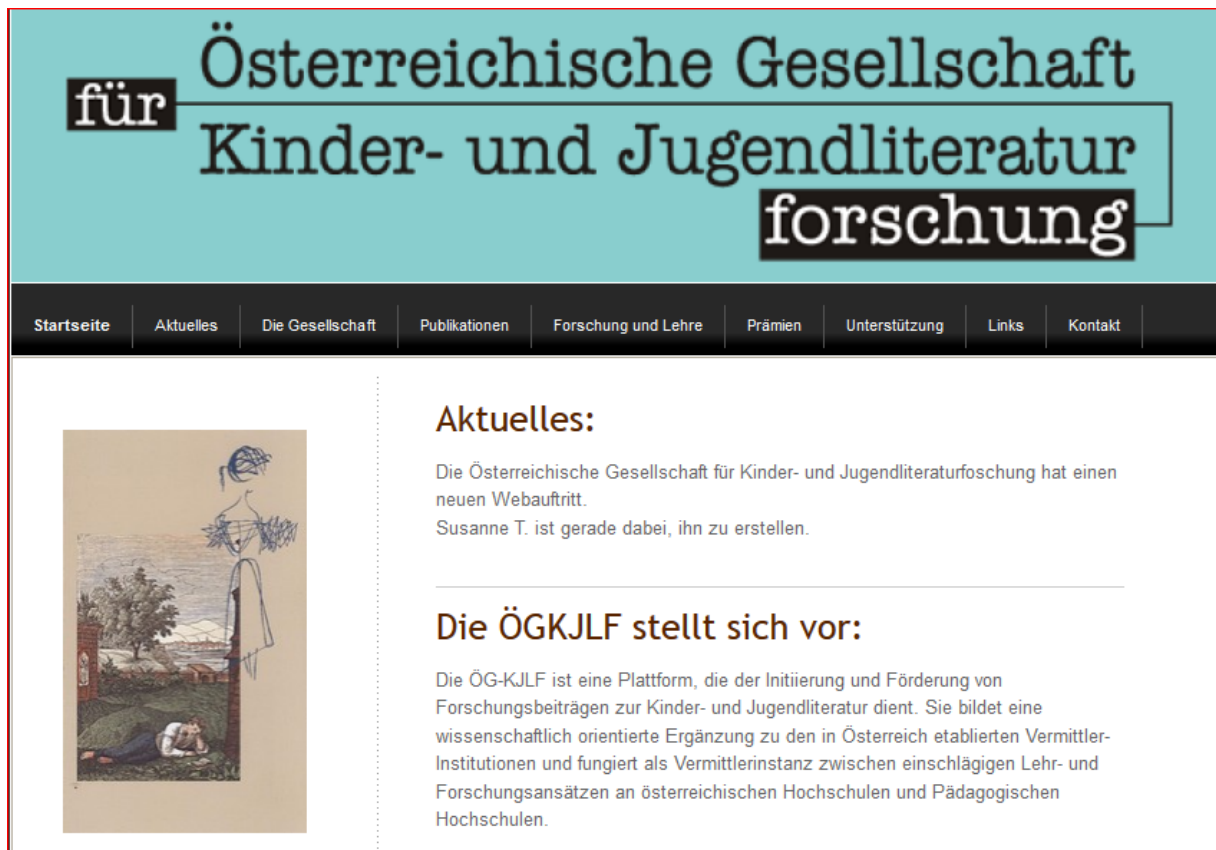 Österreichische Gesellschaft
für
Kinder- und Jugendliteratur
forschung
Startseite
Aktuelles
Die Gesellschaft
Publikationen
Forschung und Lehre
Prämien
Unterstützung
Links
Kontakt
Aktuelles:
Die Österreichische Gesellschaft für Kinder- und Jugendliteraturfoschung hat einen
neuen Webauftritt.
Susanne T. ist gerade dabei, ihn zu erstellen.
Die ÖGKJLF stellt sich vor:
Die ÖG-KJLF ist eine Plattform, die der Initiierung und Förderung von
Forschungsbeiträgen zur Kinder- und Jugendliteratur dient. Sie bildet eine
wissenschaftlich orientierte Ergänzung zu den in Österreich etablierten Vermittler-
Institutionen und fungiert als Vermittlerinstanz zwischen einschlägigen Lehr- und
Forschungsansätzen an österreichischen Hochschulen und Pädagogischen
Hochschulen.